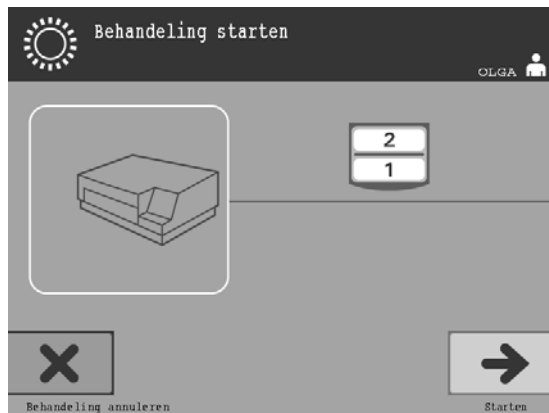 Behandeling starten
OLGA
2
1
Behandeling annuleren
Starten